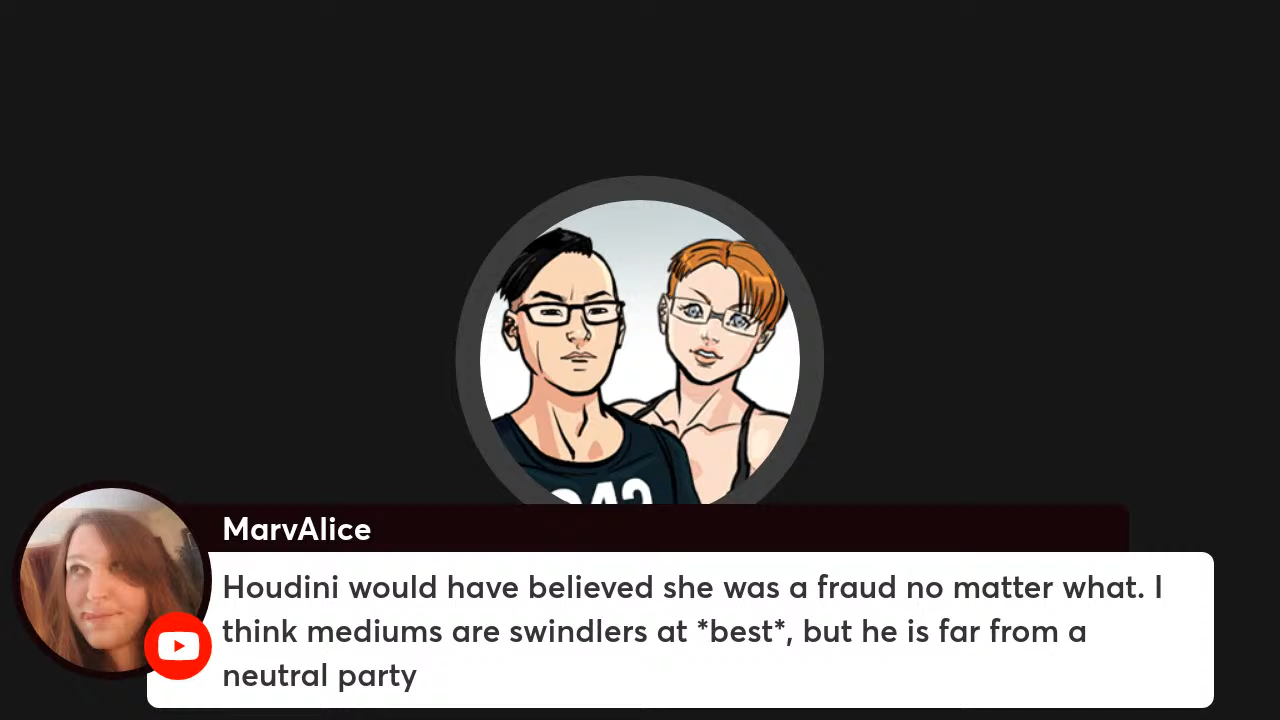 242
MarvAlice
Houdini would have believed she was a fraud no matter what. I
think mediums are swindlers at *best*, but he is far from a
neutral party